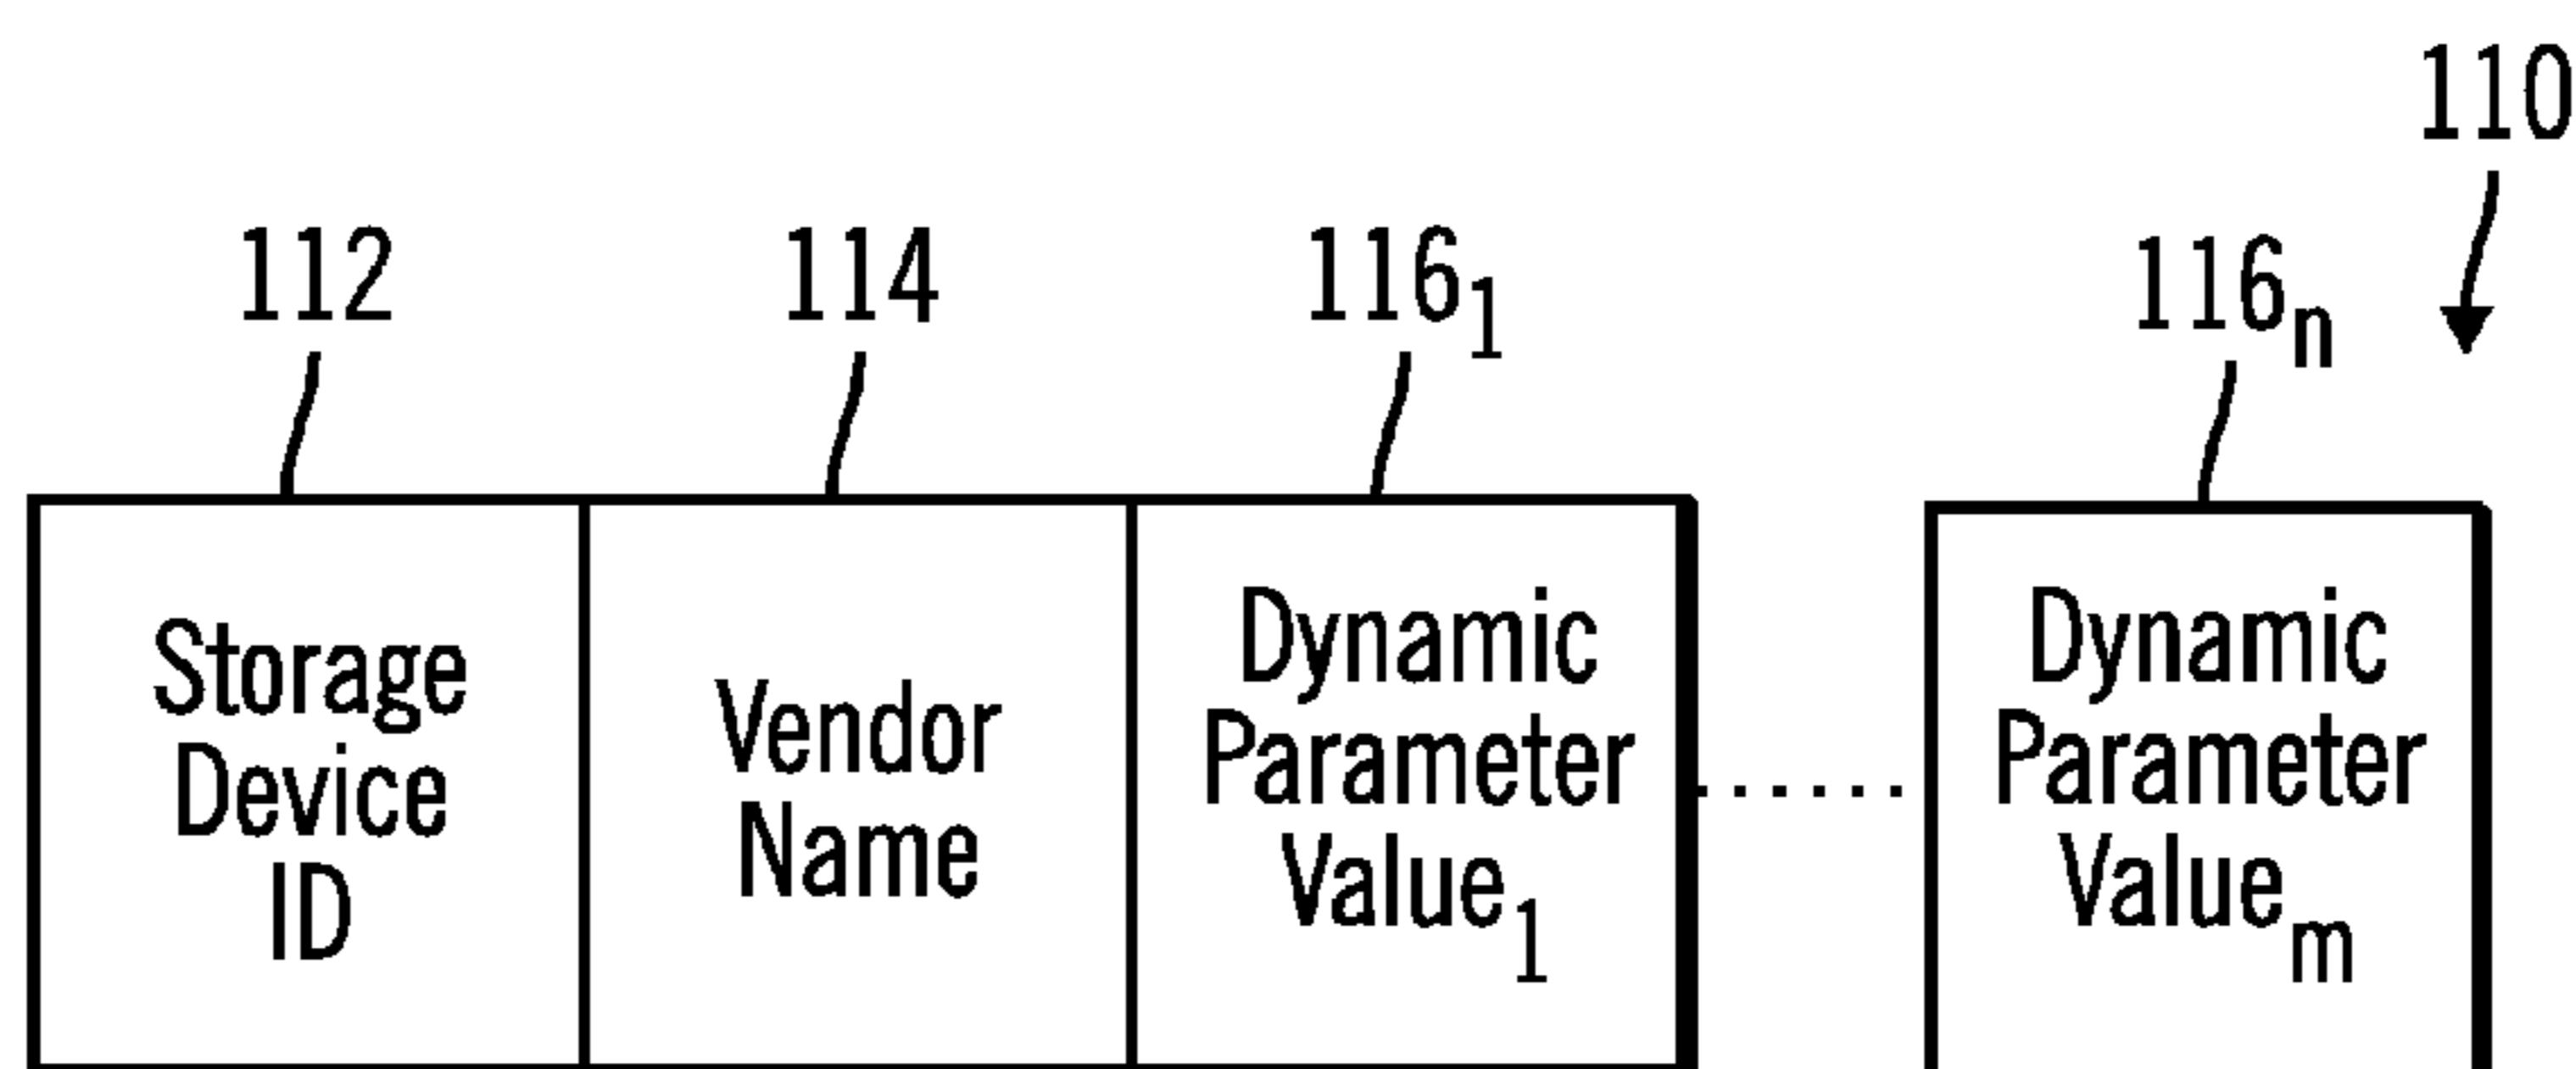 110
112 114 116₁ 116ₙ
Storage
Device
ID
Vendor
Name
Dynamic
Parameter
Value₁
......
Dynamic
Parameter
Valueₘ